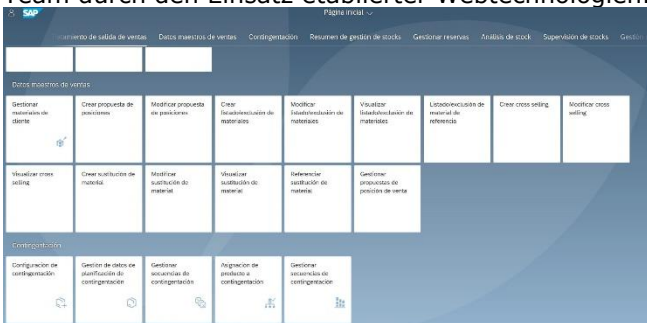 Team durch den Einsatz etablierter Webtechnologien.
SAP
Página inicial
miento de salida de ventas Datos maestros de ventas Contingentación Resumen de gestión de stocks Gestionar reservas Análisis de stock Supervisión de stocks Gestión
Datos maestros de ventas
Gestionar materiales de cliente
Crear propuesta de posiciones
Modificar propuesta de posiciones
Crear listado/exclusión de materiales
Modificar listado/exclusión de materiales
Visualizar listado/exclusión de materiales
Listado/exclusión de material de referencia
Crear cross selling
Modificar cross selling
Visualizar cross selling
Crear sustitución de material
Modificar sustitución de material
Visualizar sustitución de material
Referenciar sustitución de material
Gestionar propuestas de posición de venta
Contingentación
Configuración de contingentación
Gestión de datos de planificación de contingentación
Gestionar secuencias de contingentación
Asignación de producto a contingentación
Gestionar secuencias de contingentación